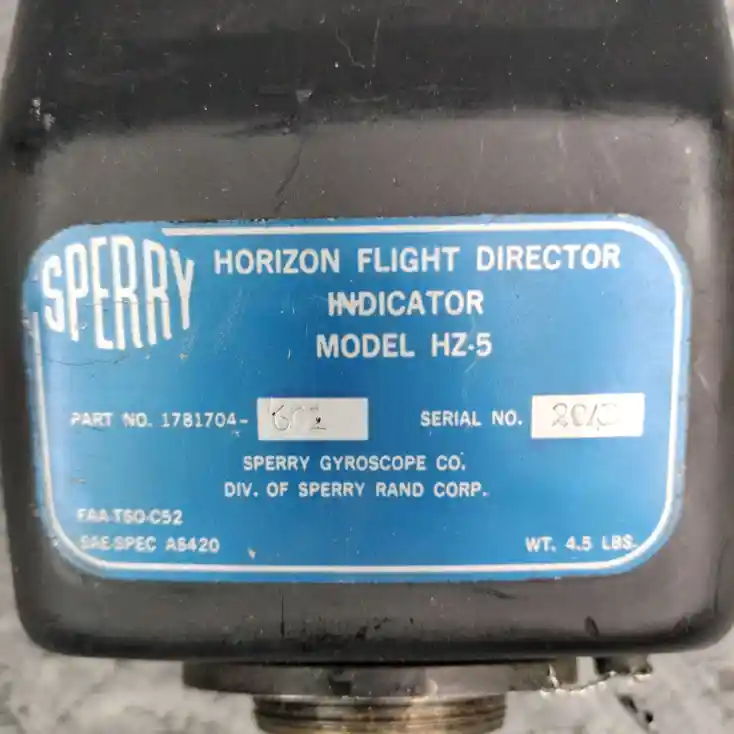 SPERRY
HORIZON FLIGHT DIRECTOR
INDICATOR
MODEL HZ-5
PART NO. 1781704-
SERIAL NO.
SPERRY GYROSCOPE CO.
DIV. OF SPERRY RAND CORP.
FAA-TSO-C52
SAE-SPEC AS420
WT. 4.5 LBS.